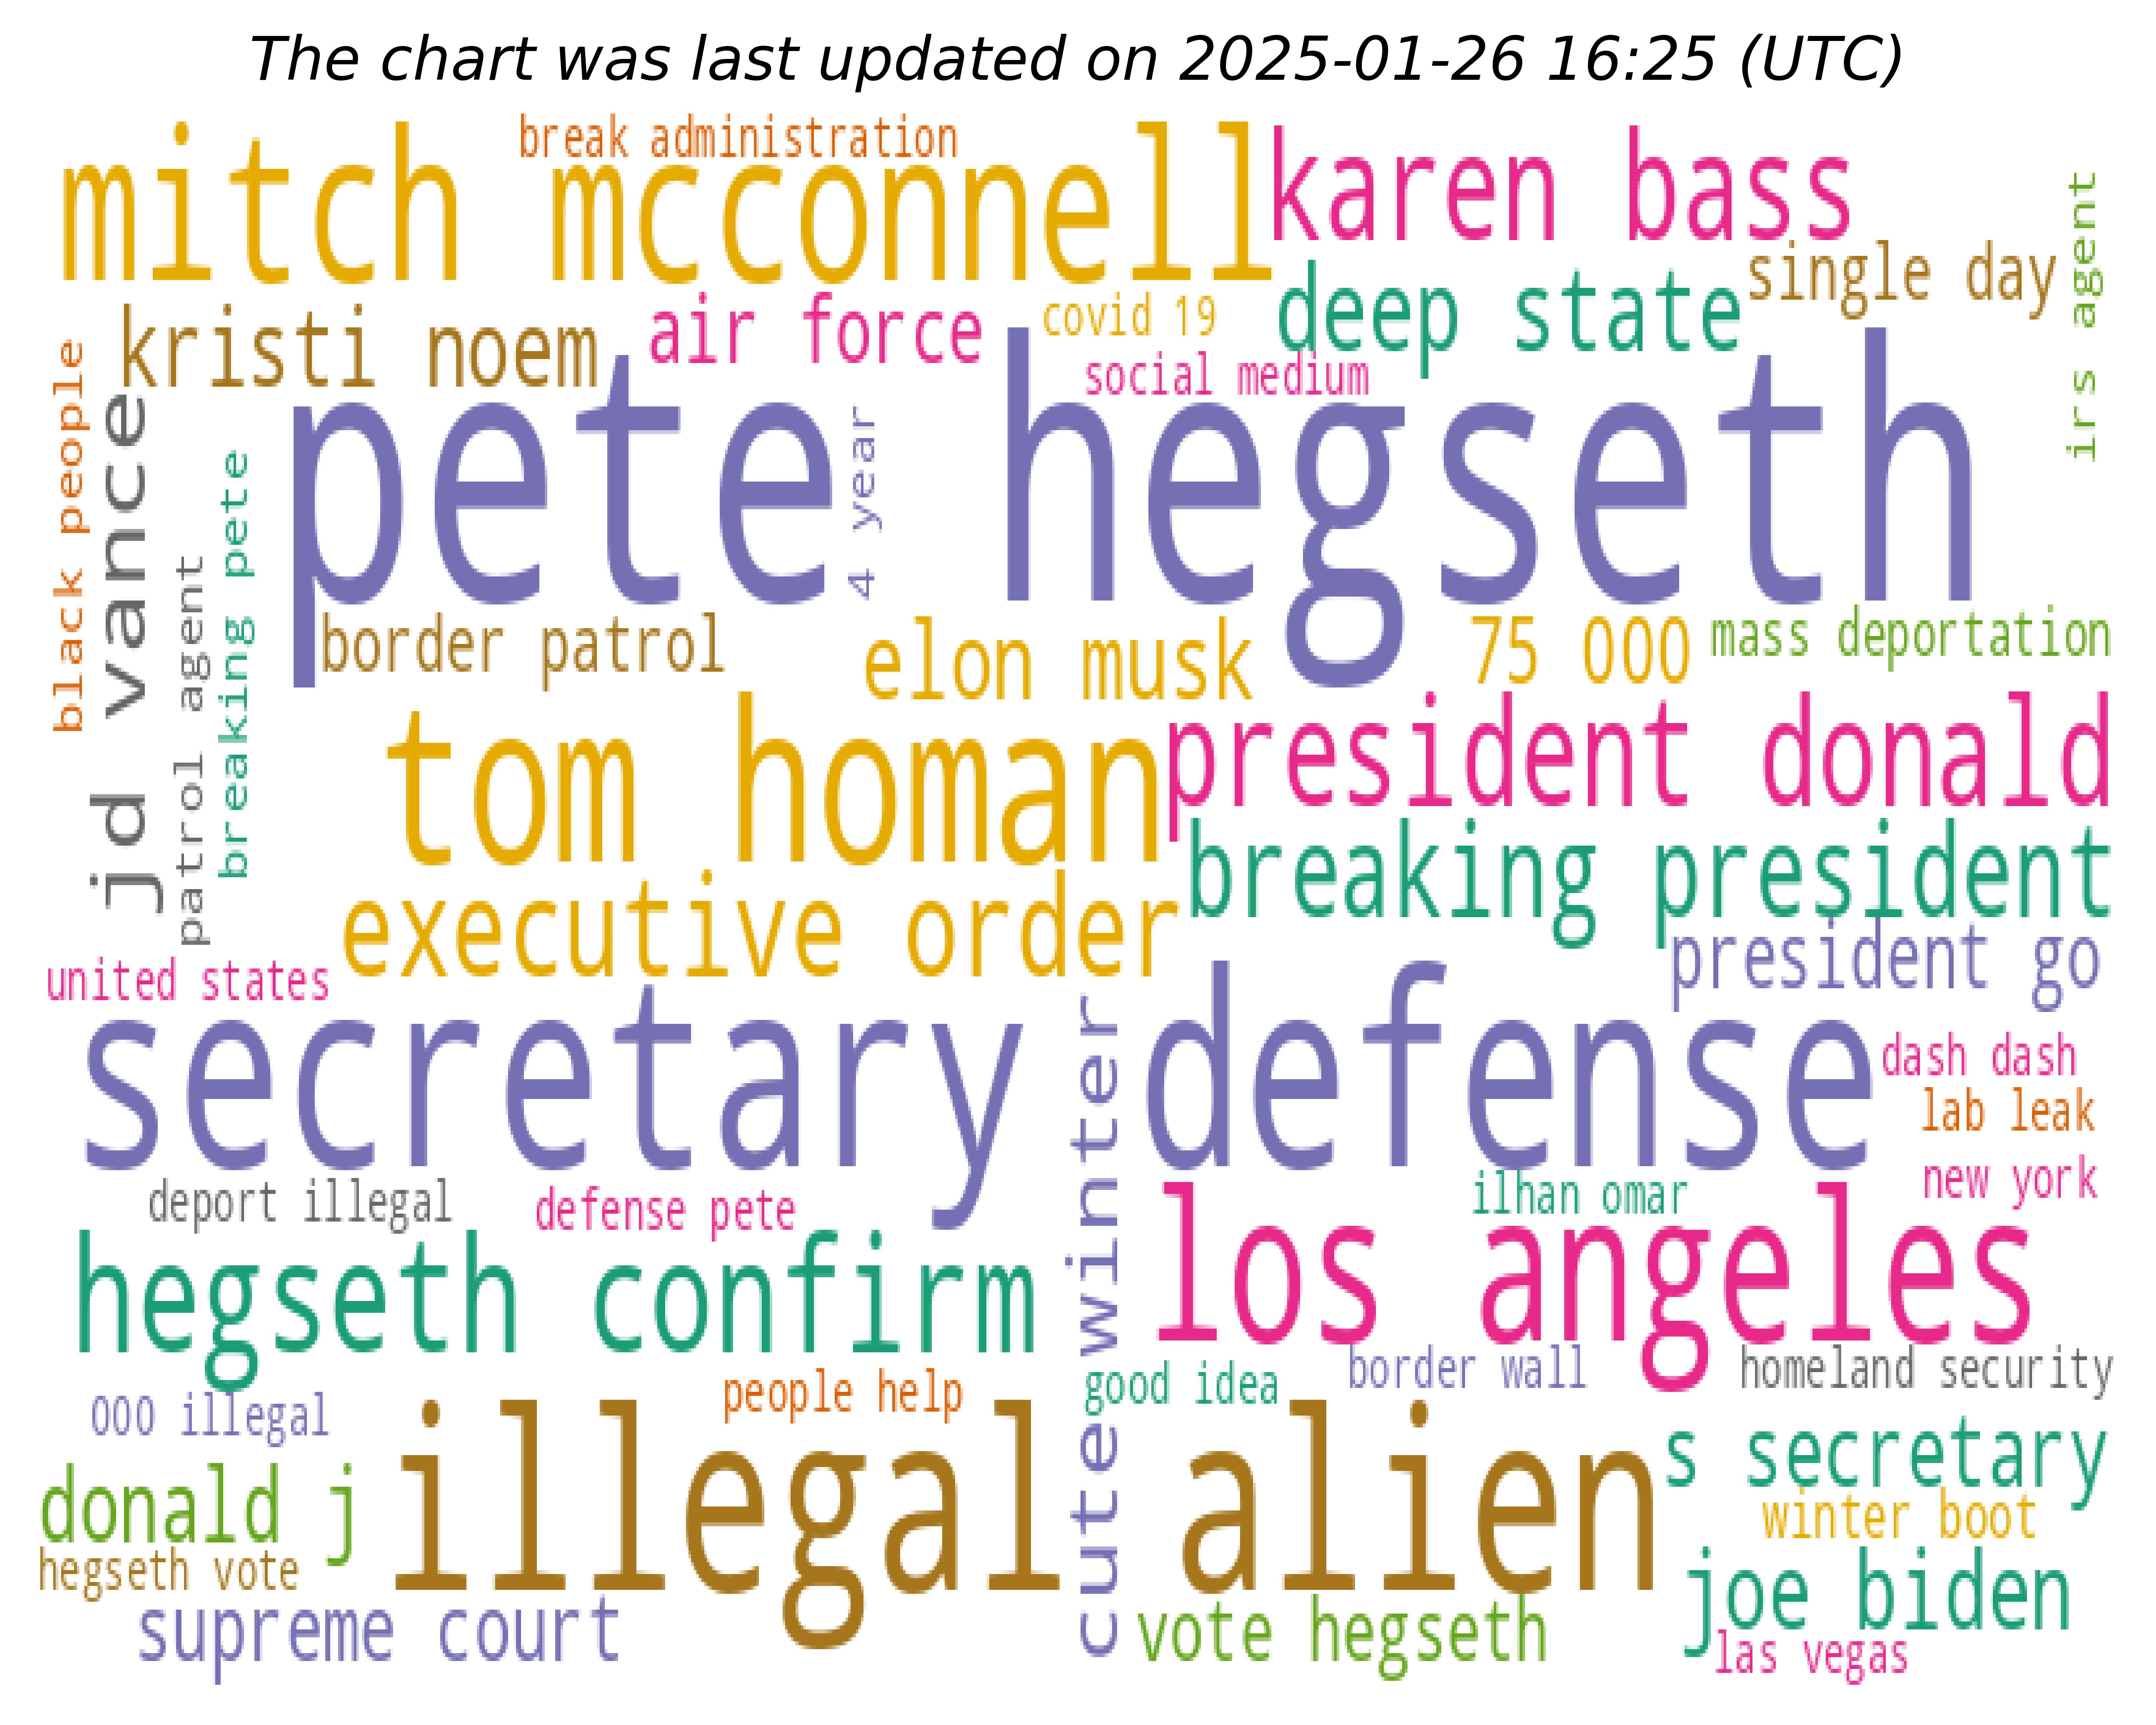 The chart was last updated on 2025-01-26 16:25 (UTC)
break administration
mitch mcconnell
karen bass
irs agent
single day
deep state
kristi noem
air force
covid 19
social medium
black people
jd vance
patrol agent
breaking pete
pete hegseth
4 year
border patrol
elon musk
75 000
mass deportation
tom homan
president donald
breaking president
executive order
president go
united states
secretary defense
cute winter
dash dash
lab leak
new york
deport illegal
defense pete
ilhan omar
hegseth confirm
los angeles
people help
good idea
border wall
homeland security
000 illegal
illegal alien
s secretary
donald j
winter boot
hegseth vote
joe biden
supreme court
vote hegseth
las vegas